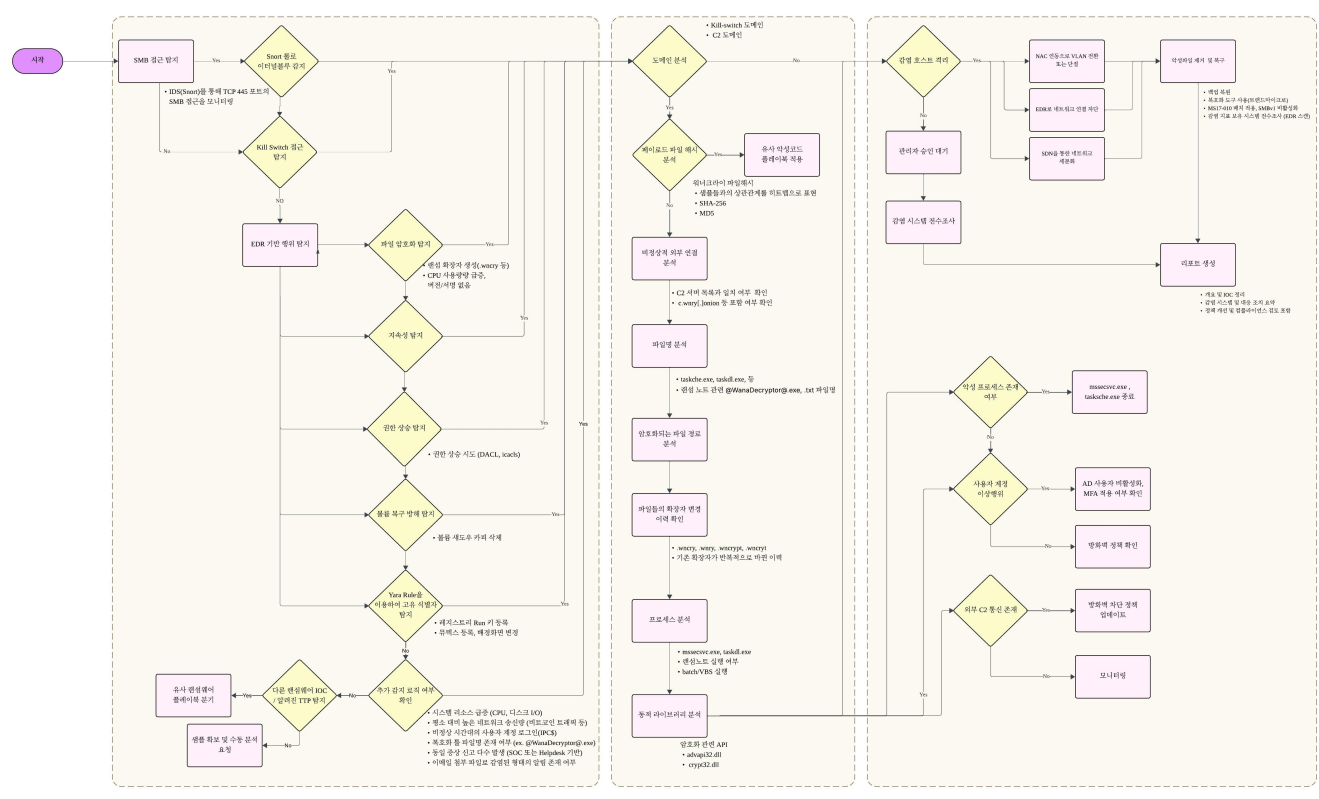 시작
SMB 접근 탐지
Yes
Snort 룰로
이터널블루 감지
• IDS(Snort)를 통해 TCP 445 포트의
SMB 접근을 모니터링
Yes
No
Kill Switch 접근
탐지
NO
EDR 기반 행위 탐지
파일 암호화 탐지
Yes
• 랜섬 확장자 생성(.wncry 등)
• CPU 사용량량 급증,
버전/서명 없음
지속성 탐지
Yes
권한 상승 탐지
Yes
Yes
• 권한 상승 시도 (DACL, icacls)
볼륨 복구 방해 탐지
Yes
• 볼륨 섀도우 카피 삭제
Yara Rule을
이용하여 고유 식별자
탐지
Yes
• 레지스트리 Run 키 등록
• 뮤텍스 등록, 배경화면 변경
No
추가 감지 로직 여부
확인
No
다른 랜섬웨어 IOC
/ 알려진 TTP 탐지
Yes
유사 랜섬웨어
플레이북 분기
No
샘플 확보 및 수동 분석
요청
• 시스템 리소스 급증 (CPU, 디스크 I/O)
• 평소 대비 높은 네트워크 송신량 (비트코인 트래픽 등)
• 비정상 시간대의 사용자 계정 로그인(IPC$)
• 복호화 툴 파일명 존재 여부 (ex. @WanaDecryptor@.exe)
• 동일 증상 신고 다수 발생 (SOC 또는 Helpdesk 기반)
• 이메일 첨부 파일로 감염된 형태의 알림 존재 여부
도메인 분석
• Kill-switch 도메인
• C2 도메인
No
Yes
페이로드 파일 해시
분석
Yes
유사 악성코드
플레이북 적용
워너크라이 파일해시
• 샘플들과의 상관관계를 히트맵으로 표현
• SHA-256
• MD5
No
비정상적 외부 연결
분석
• C2 서버 목록과 일치 여부 확인
• c.wnry[.]onion 등 포함 여부 확인
파일명 분석
• taskche.exe, taskdl.exe, 등
• 랜섬 노트 관련 @WanaDecryptor@.exe, .txt 파일명
암호화되는 파일 경로
분석
파일들의 확장자 변경
이력 확인
• .wncry, .wnry, .wncrypt, .wncryt
• 기존 확장자가 반복적으로 바뀐 이력
프로세스 분석
• mssecsvc.exe, taskdl.exe
• 랜섬노트 실행 여부
• batch/VBS 실행
동적 라이브러리 분석
암호화 관련 API
• advapi32.dll
• crypt32.dll
감염 호스트 격리
Yes
NAC 연동으로 VLAN 전환
또는 단절
EDR로 네트워크 연결 차단
SDN을 통한 네트워크
세분화
악성파일 제거 및 복구
• 백업 복원
• 복호화 도구 사용(트렌드마이크로)
• MS17-010 패치 적용, SMBv1 비활성화
• 감염 지표 보유 시스템 전수조사 (EDR 스캔)
No
관리자 승인 대기
감염 시스템 전수조사
리포트 생성
• 개요 및 IOC 정리
• 감염 시스템 및 대응 조치 요약
• 정책 개선 및 컴플라이언스 검토 포함
악성 프로세스 존재
여부
Yes
mssecsvc.exe ,
tasksche.exe 종료
No
사용자 계정
이상행위
Yes
AD 사용자 비활성화,
MFA 적용 여부 확인
No
방화벽 정책 확인
외부 C2 통신 존재
Yes
방화벽 차단 정책
업데이트
No
모니터링
Yes